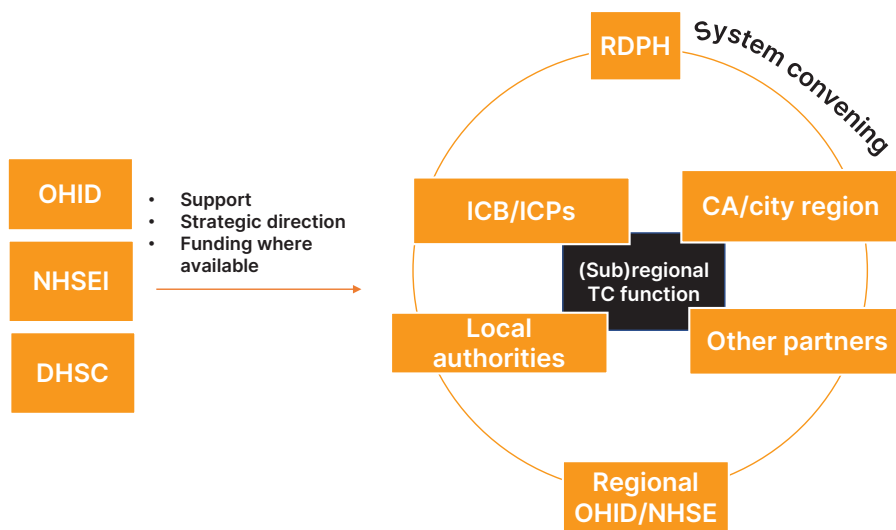 OHID
NHSEI
DHSC
• Support
• Strategic direction
• Funding where
available
RDPH
System convening
ICB/ICPs
CA/city region
(Sub)regional
TC function
Local
authorities
Other partners
Regional
OHID/NHSE